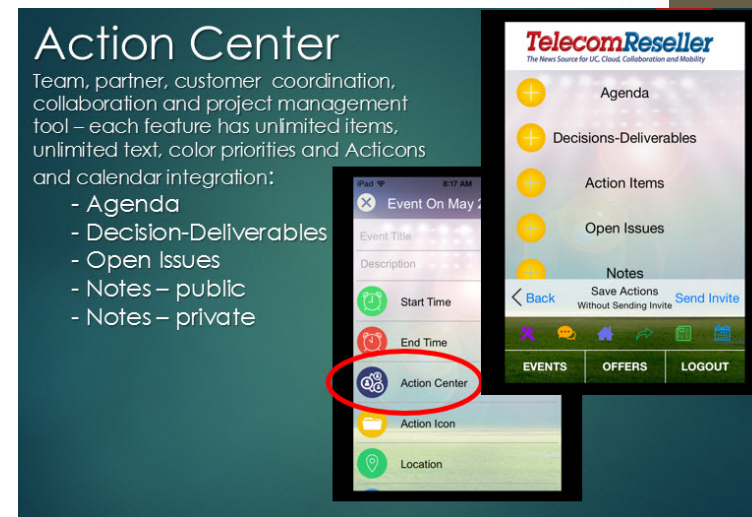 Action Center
Team, partner, customer coordination,
collaboration and project management
tool – each feature has unlimited items,
unlimited text, color priorities and Acticons
and calendar integration:
- Agenda
- Decision-Deliverables
- Open Issues
- Notes – public
- Notes – private
iPad 8:17 AM
Event On May 2
Event Title
Description
Start Time
End Time
Action Center
Action Icon
Location
TelecomReseller
The News Source for UC, Cloud, Collaboration and Mobility
Agenda
Decisions-Deliverables
Action Items
Open Issues
Notes
Back
Save Actions
Without Sending Invite
Send Invite
EVENTS OFFERS LOGOUT